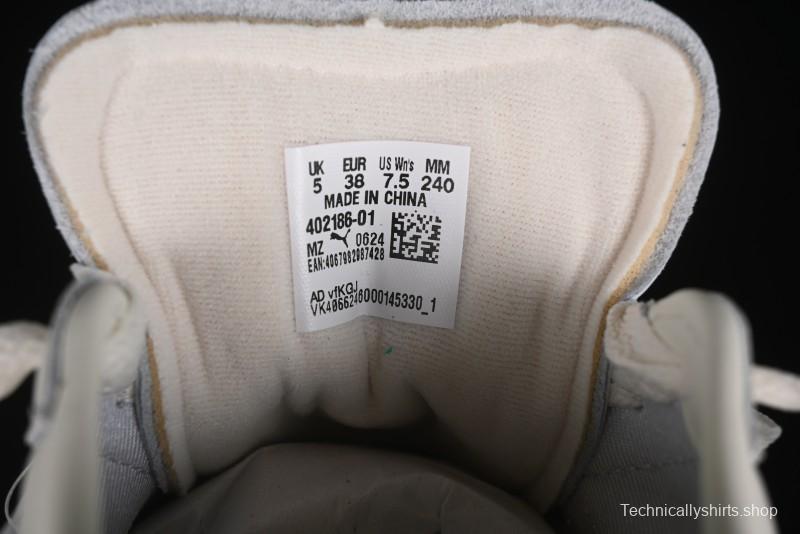 UK EUR US Wn's MM
5 38 7.5 240
MADE IN CHINA
402186-01
MZ 0624
EAN:4067982987428
AD vfKGJ
VK4066246000145330_1
Technicallyshirts.shop